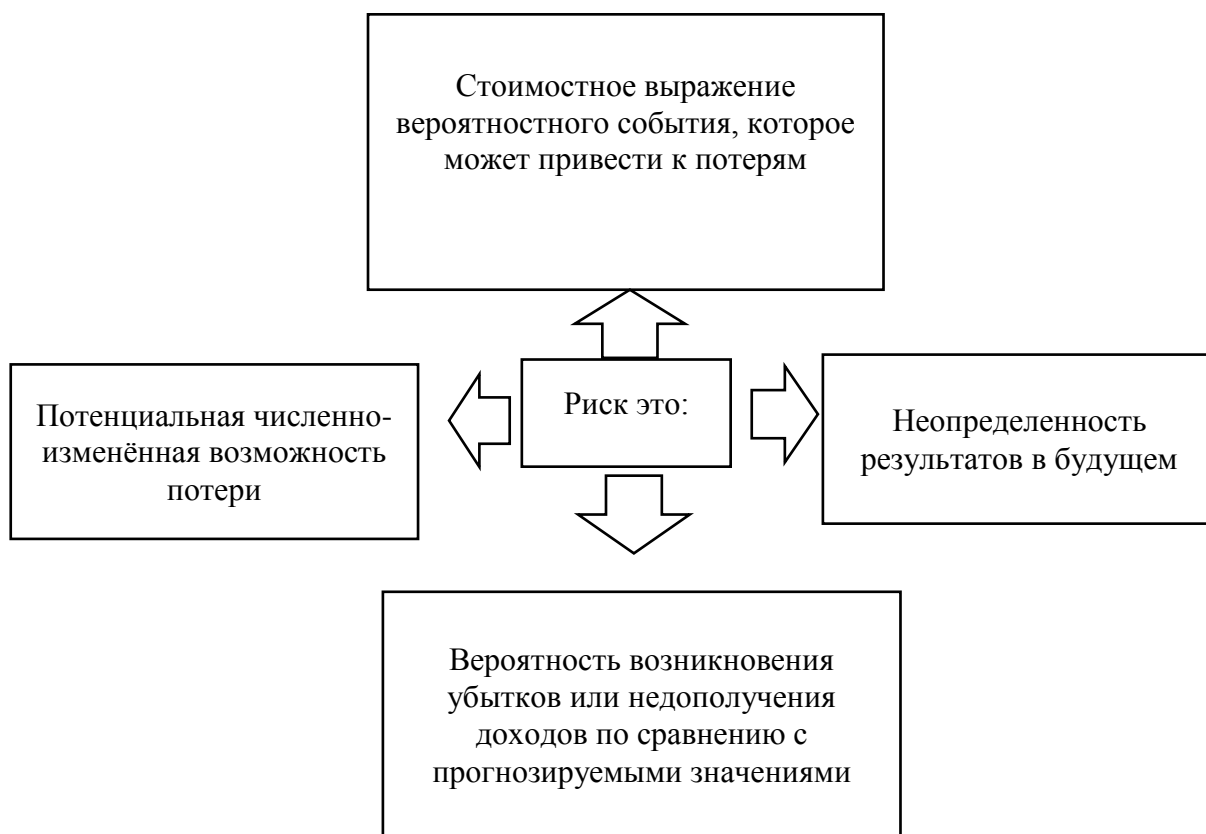 Стоимостное выражение
вероятностного события, которое
может привести к потерям
Потенциальная численно-
изменённая возможность
потери
Риск это:
Неопределенность
результатов в будущем
Вероятность возникновения
убытков или недополучения
доходов по сравнению с
прогнозируемыми значениями